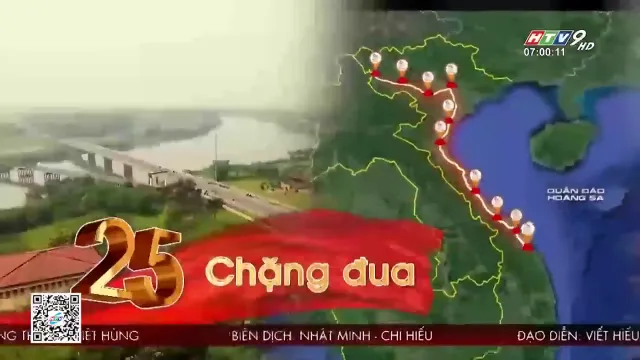 HTV9 HD
07:00:11
QUẦN ĐẢO
HOÀNG SA
25 Chặng đua
HÙNG BIÊN DỊCH: NHẬT MINH - CHI HIẾU ĐẠO DIỄN: VIẾT HIẾU